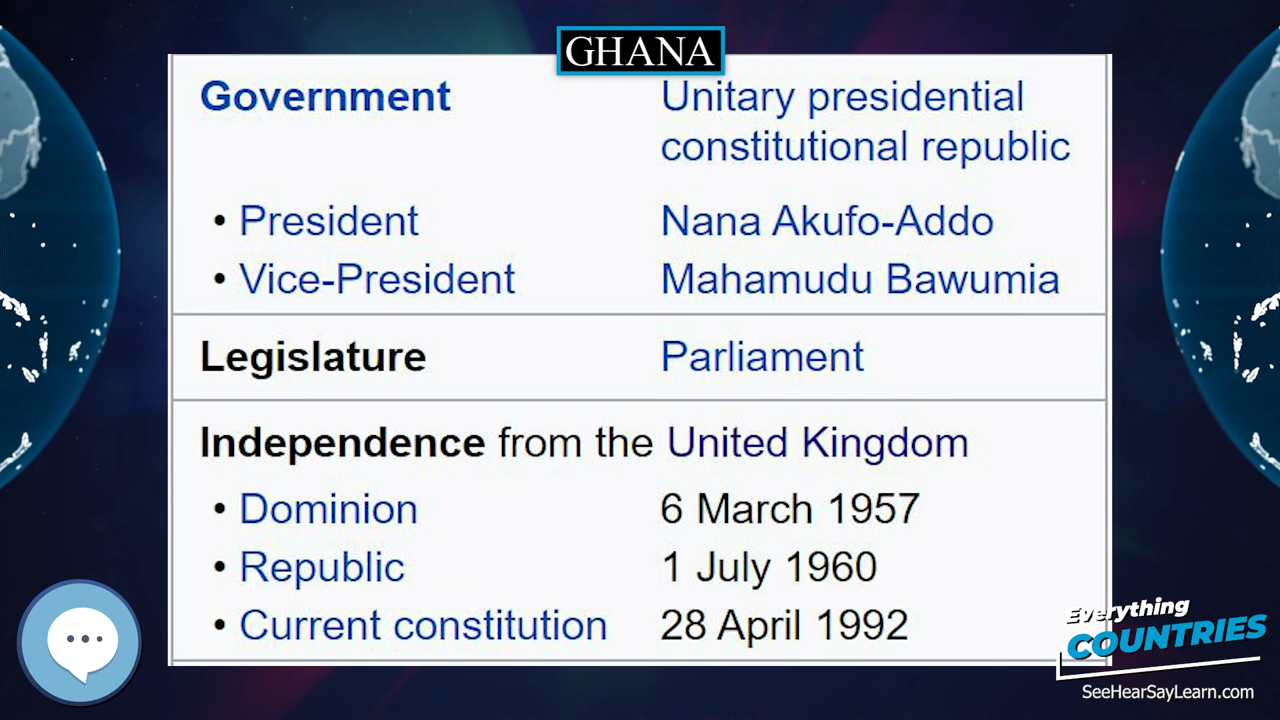 GHANA
Government Unitary presidential
constitutional republic
• President Nana Akufo-Addo
• Vice-President Mahamudu Bawumia
Legislature Parliament
Independence from the United Kingdom
• Dominion 6 March 1957
• Republic 1 July 1960
• Current constitution 28 April 1992
Everything
COUNTRIES
SeeHearSayLearn.com